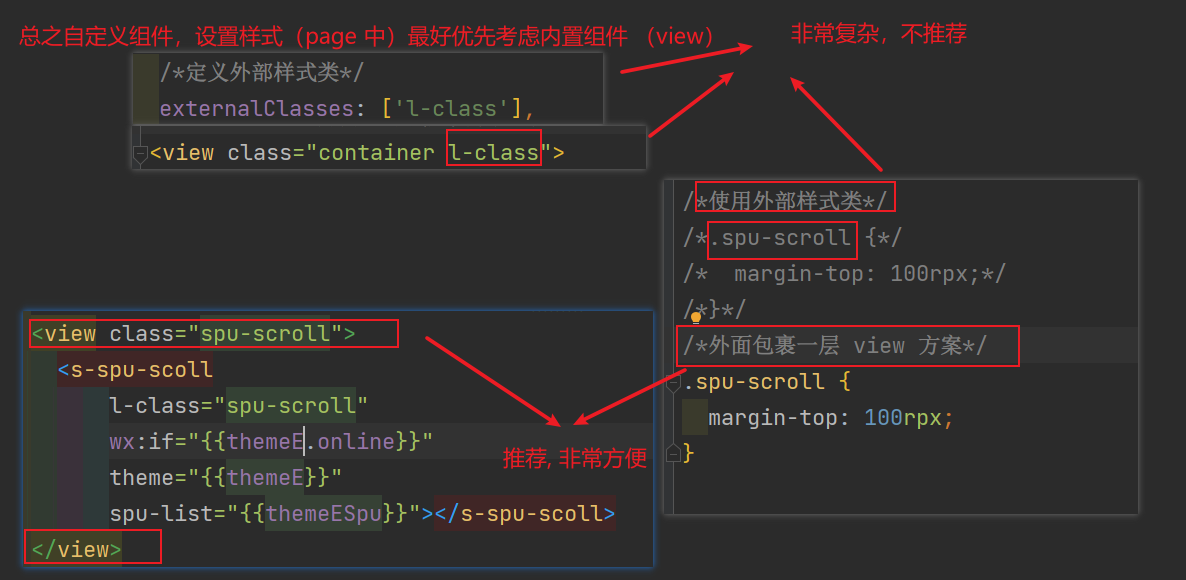 总之自定义组件，设置样式（page 中）最好优先考虑内置组件 （view）
非常复杂，不推荐
/*定义外部样式类*/
externalClasses: ['l-class'],
<view class="container l-class">
/*使用外部样式类*/
/*.spu-scroll {*/
/*  margin-top: 100rpx;*/
/*}*/
/*外面包裹一层 view 方案*/
.spu-scroll {
margin-top: 100rpx;
}
<view class="spu-scroll">
<s-spu-scoll
l-class="spu-scroll"
wx:if="{{themeE.online}}"
theme="{{themeE}}"
spu-list="{{themeESpu}}"></s-spu-scoll>
</view>
推荐, 非常方便